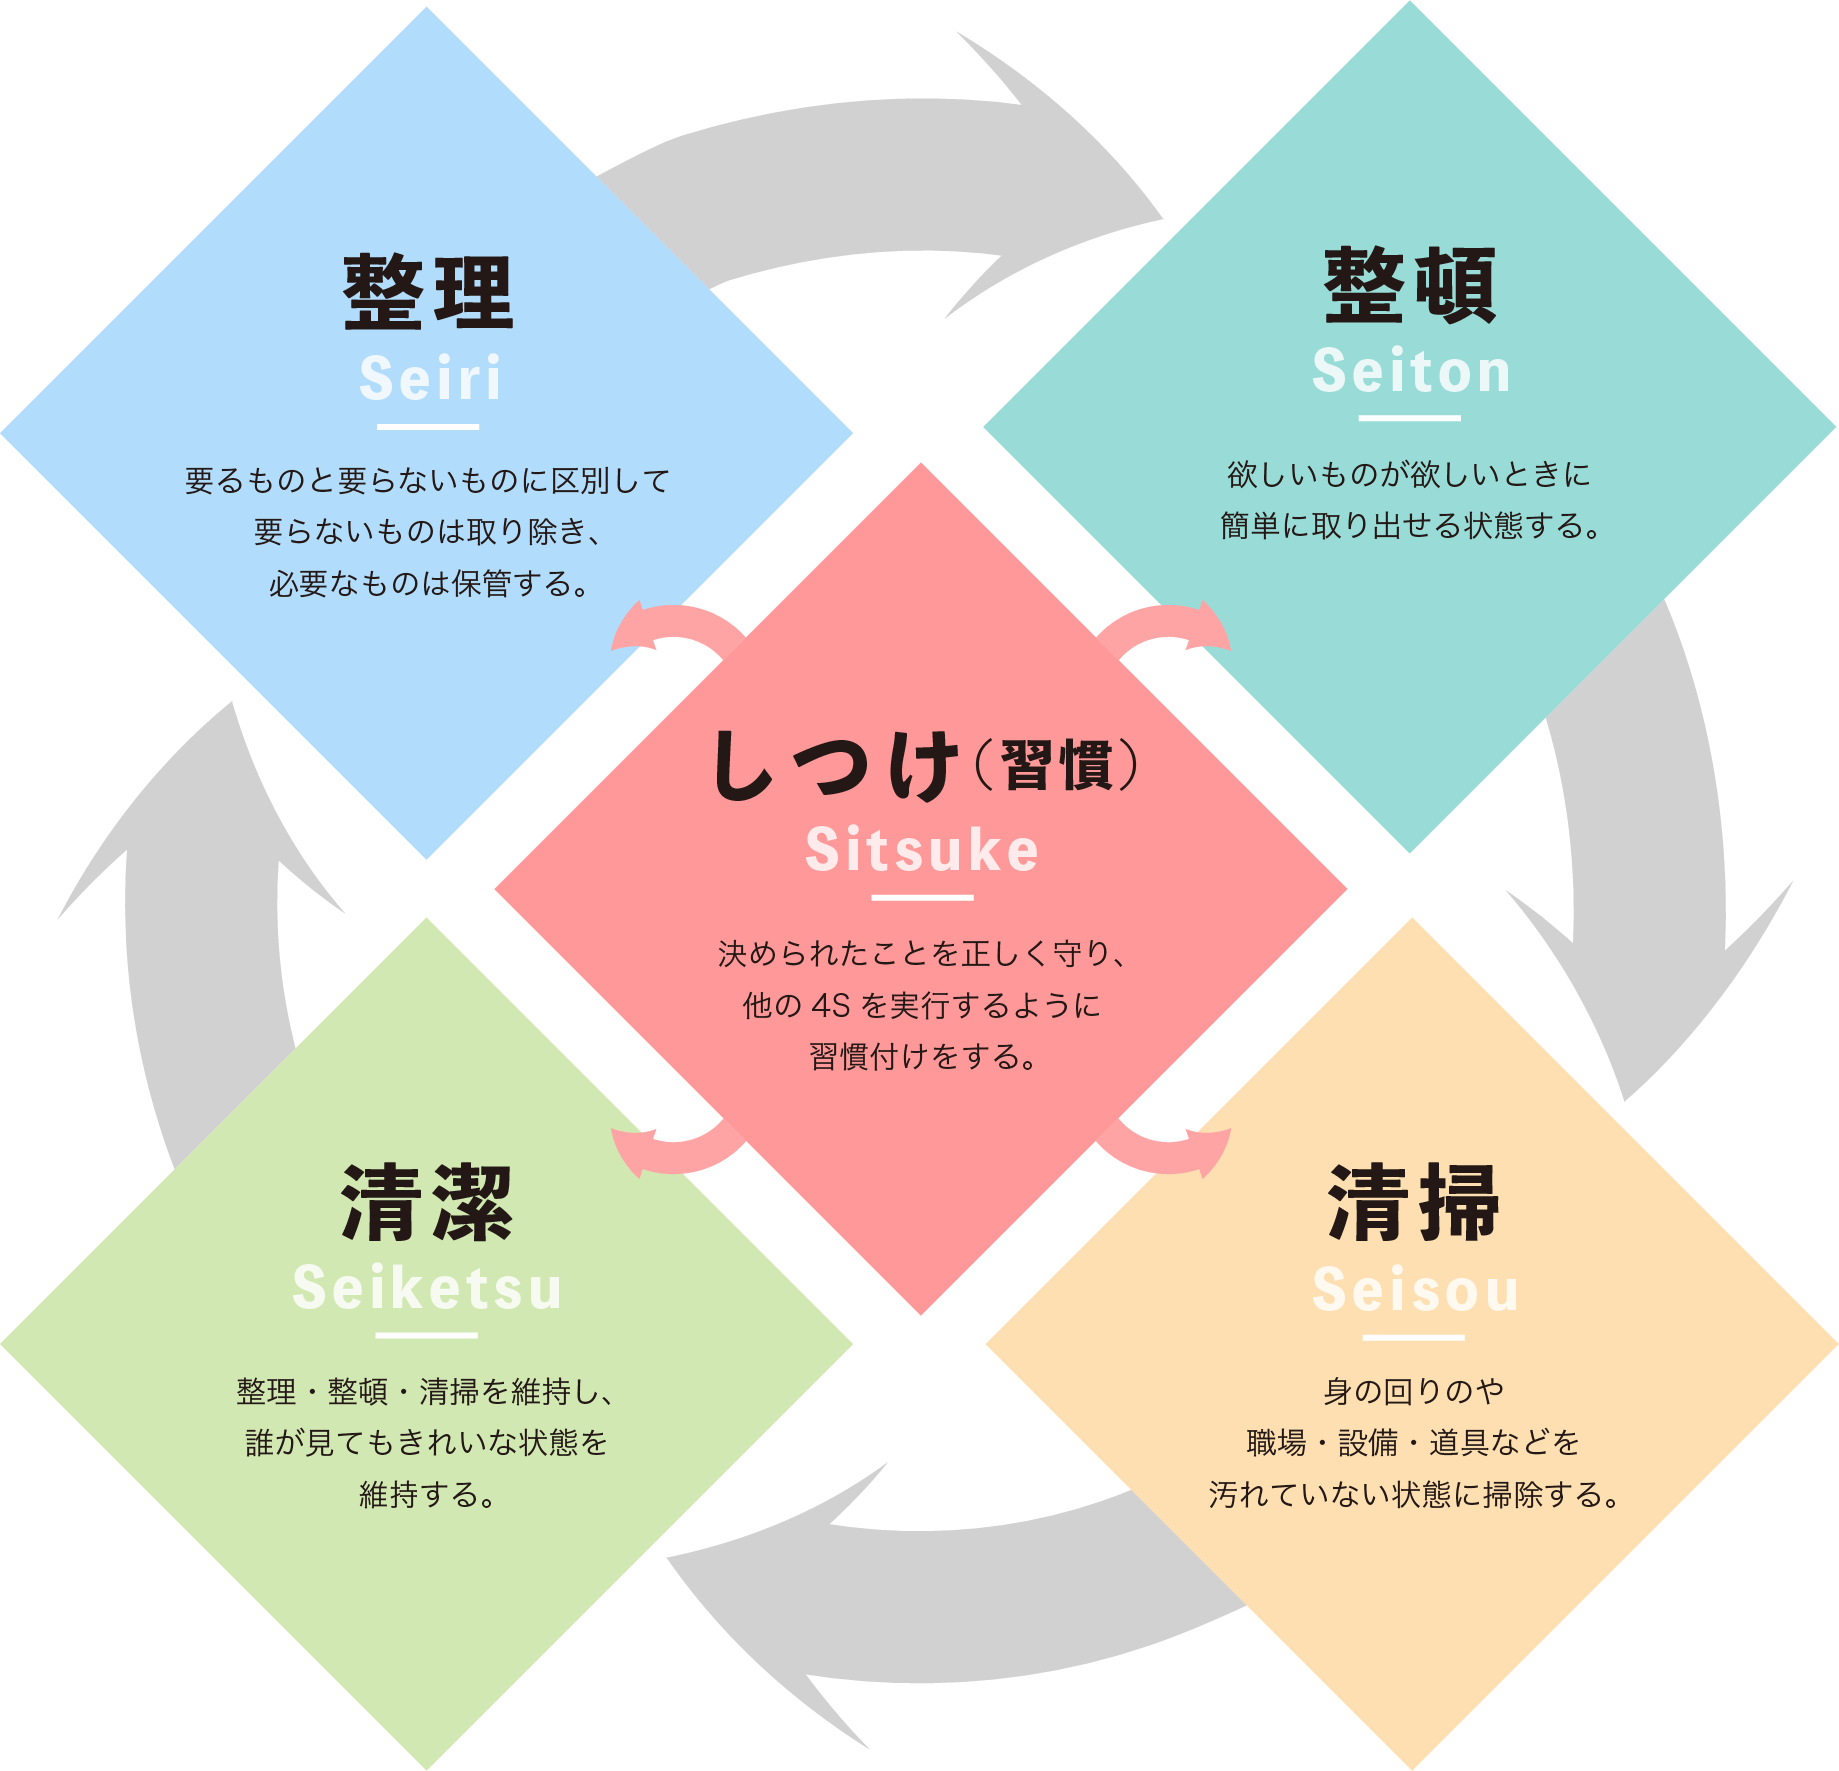 整理
Seiri
要るものと要らないものに区別して
要らないものは取り除き、
必要なものは保管する。
整頓
Seiton
欲しいものが欲しいときに
簡単に取り出せる状態する。
しつけ（習慣）
Sitsuke
決められたことを正しく守り、
他の 4S を実行するように
習慣付けをする。
清潔
Seiketsu
整理・整頓・清掃を維持し、
誰が見てもきれいな状態を
維持する。
清掃
Seisou
身の回りのや
職場・設備・道具などを
汚れていない状態に掃除する。